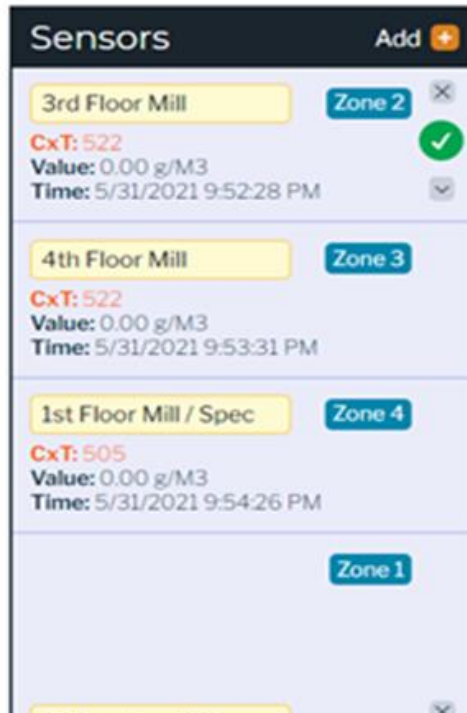 Sensors Add
3rd Floor Mill Zone 2
CxT: 522
Value: 0.00 g/M3
Time: 5/31/2021 9:52:28 PM
4th Floor Mill Zone 3
CxT: 522
Value: 0.00 g/M3
Time: 5/31/2021 9:53:31 PM
1st Floor Mill / Spec Zone 4
CxT: 505
Value: 0.00 g/M3
Time: 5/31/2021 9:54:26 PM
Zone 1